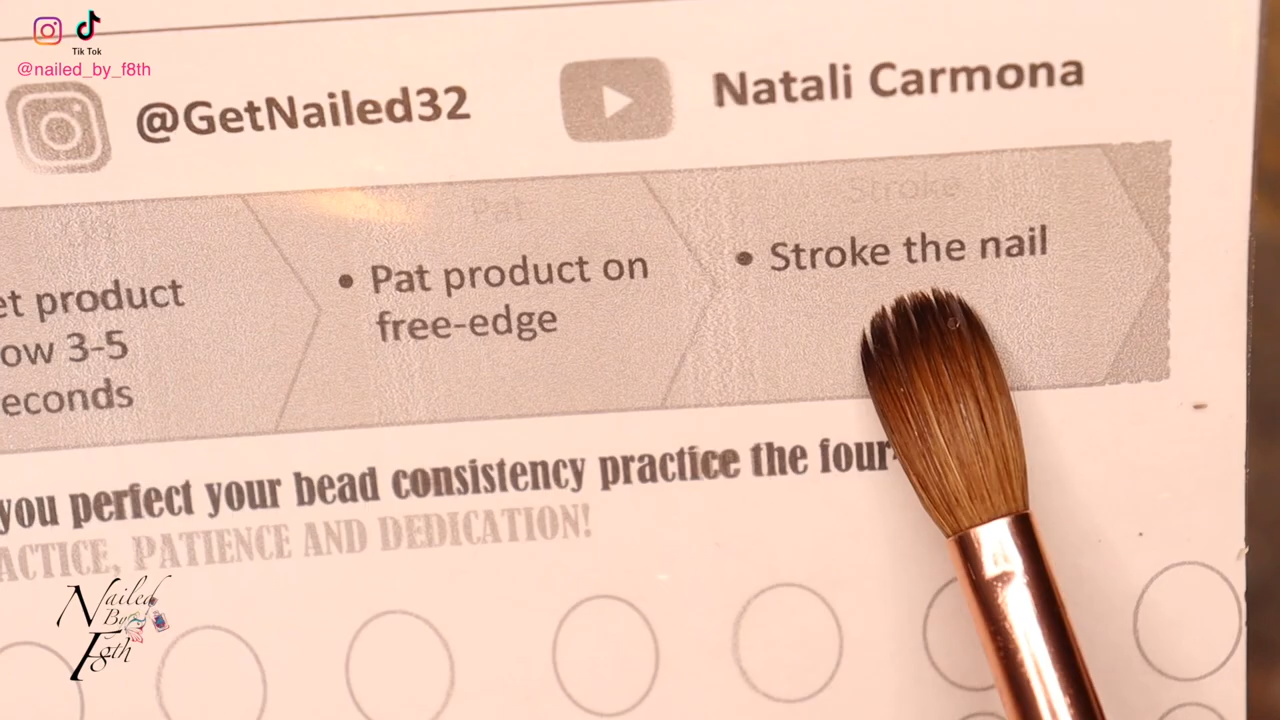 Tik Tok
@nailed_by_f8th
@GetNailed32
Natali Carmona
et product
ow 3-5
econds
Pat
• Pat product on
free-edge
Stroke
• Stroke the nail
you perfect your bead consistency practice the four
ACTICE, PATIENCE AND DEDICATION!
Nailed
By
F8th